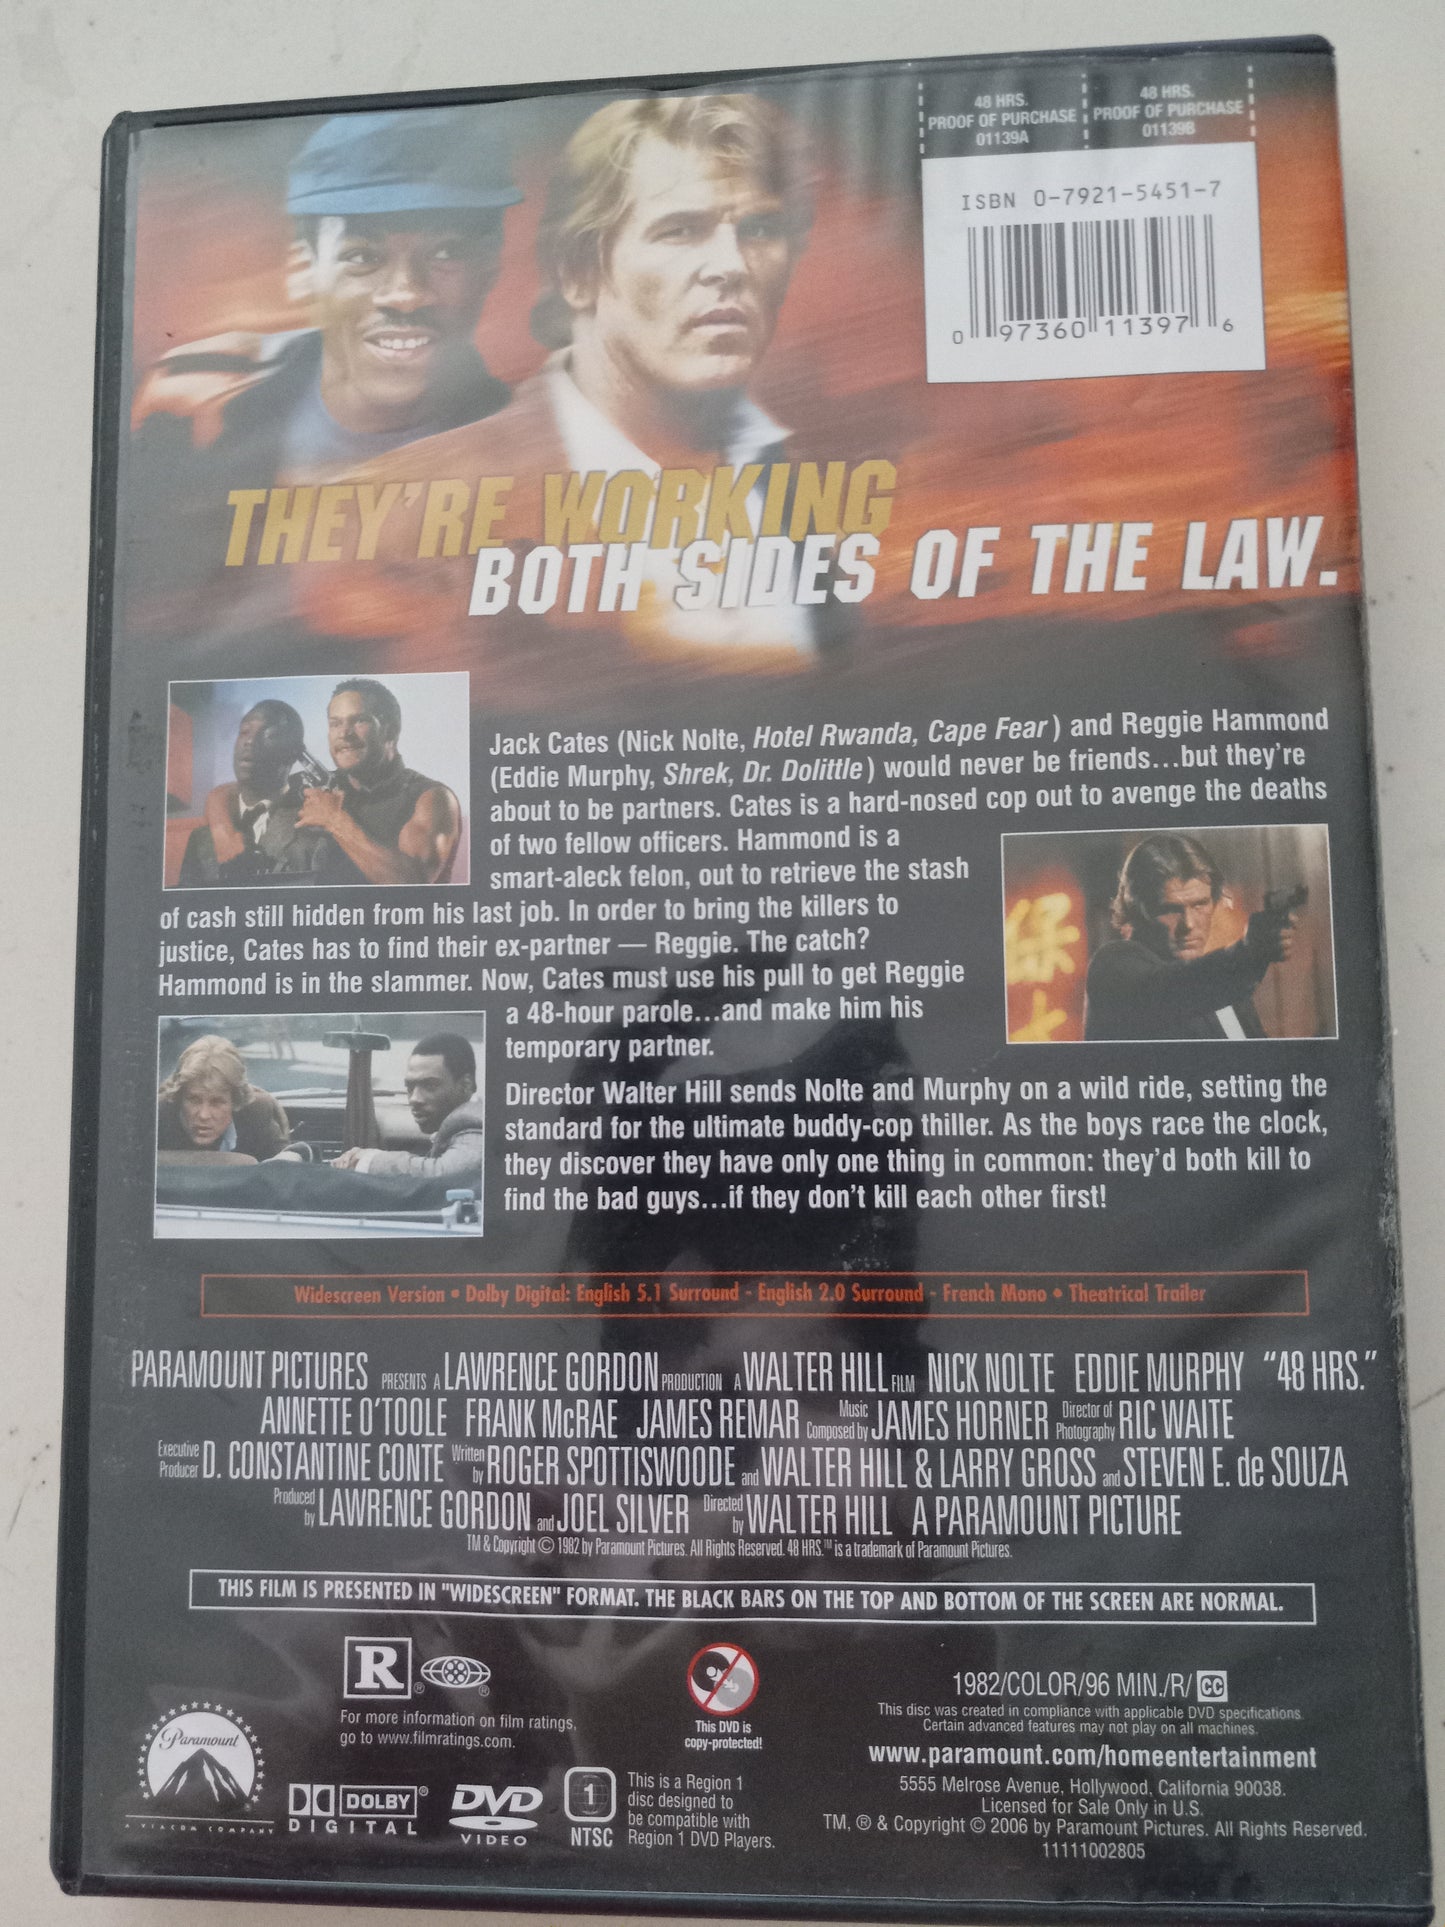 48 HRS.
PROOF OF PURCHASE
01139A
48 HRS.
PROOF OF PURCHASE
01139B
ISBN 0-7921-5451-7
0 97360 11397 6
THEY'RE WORKING
BOTH SIDES OF THE LAW.
Jack Cates (Nick Nolte, Hotel Rwanda, Cape Fear) and Reggie Hammond
(Eddie Murphy, Shrek, Dr. Dolittle) would never be friends...but they're
about to be partners. Cates is a hard-nosed cop out to avenge the deaths
of two fellow officers. Hammond is a
smart-aleck felon, out to retrieve the stash
of cash still hidden from his last job. In order to bring the killers to
justice, Cates has to find their ex-partner — Reggie. The catch?
Hammond is in the slammer. Now, Cates must use his pull to get Reggie
a 48-hour parole...and make him his
temporary partner.
Director Walter Hill sends Nolte and Murphy on a wild ride, setting the
standard for the ultimate buddy-cop thiller. As the boys race the clock,
they discover they have only one thing in common: they'd both kill to
find the bad guys...if they don't kill each other first!
Widescreen Version • Dolby Digital: English 5.1 Surround - English 2.0 Surround - French Mono • Theatrical Trailer
PARAMOUNT PICTURES PRESENTS A LAWRENCE GORDON PRODUCTION A WALTER HILL FILM NICK NOLTE EDDIE MURPHY "48 HRS."
ANNETTE O'TOOLE FRANK McRAE JAMES REMAR Music Composed by JAMES HORNER Director of Photography RIC WAITE
Executive Producer D. CONSTANTINE CONTE Written by ROGER SPOTTISWOODE and WALTER HILL & LARRY GROSS and STEVEN E. de SOUZA
Produced by LAWRENCE GORDON and JOEL SILVER Directed by WALTER HILL A PARAMOUNT PICTURE
TM & Copyright © 1982 by Paramount Pictures. All Rights Reserved. 48 HRS.™ is a trademark of Paramount Pictures.
THIS FILM IS PRESENTED IN "WIDESCREEN" FORMAT. THE BLACK BARS ON THE TOP AND BOTTOM OF THE SCREEN ARE NORMAL.
R ® ®
For more information on film ratings,
go to www.filmratings.com.
This DVD is
copy-protected!
1982/COLOR/96 MIN./R/ CC
This disc was created in compliance with applicable DVD specifications.
Certain advanced features may not play on all machines.
www.paramount.com/homeentertainment
5555 Melrose Avenue, Hollywood, California 90038.
Licensed for Sale Only in U.S.
TM, ® & Copyright © 2006 by Paramount Pictures. All Rights Reserved.
11111002805
Paramount
A VIACOM COMPANY
DOLBY ®
DIGITAL
DVD
VIDEO
1
NTSC
This is a Region 1
disc designed to
be compatible with
Region 1 DVD Players.
保